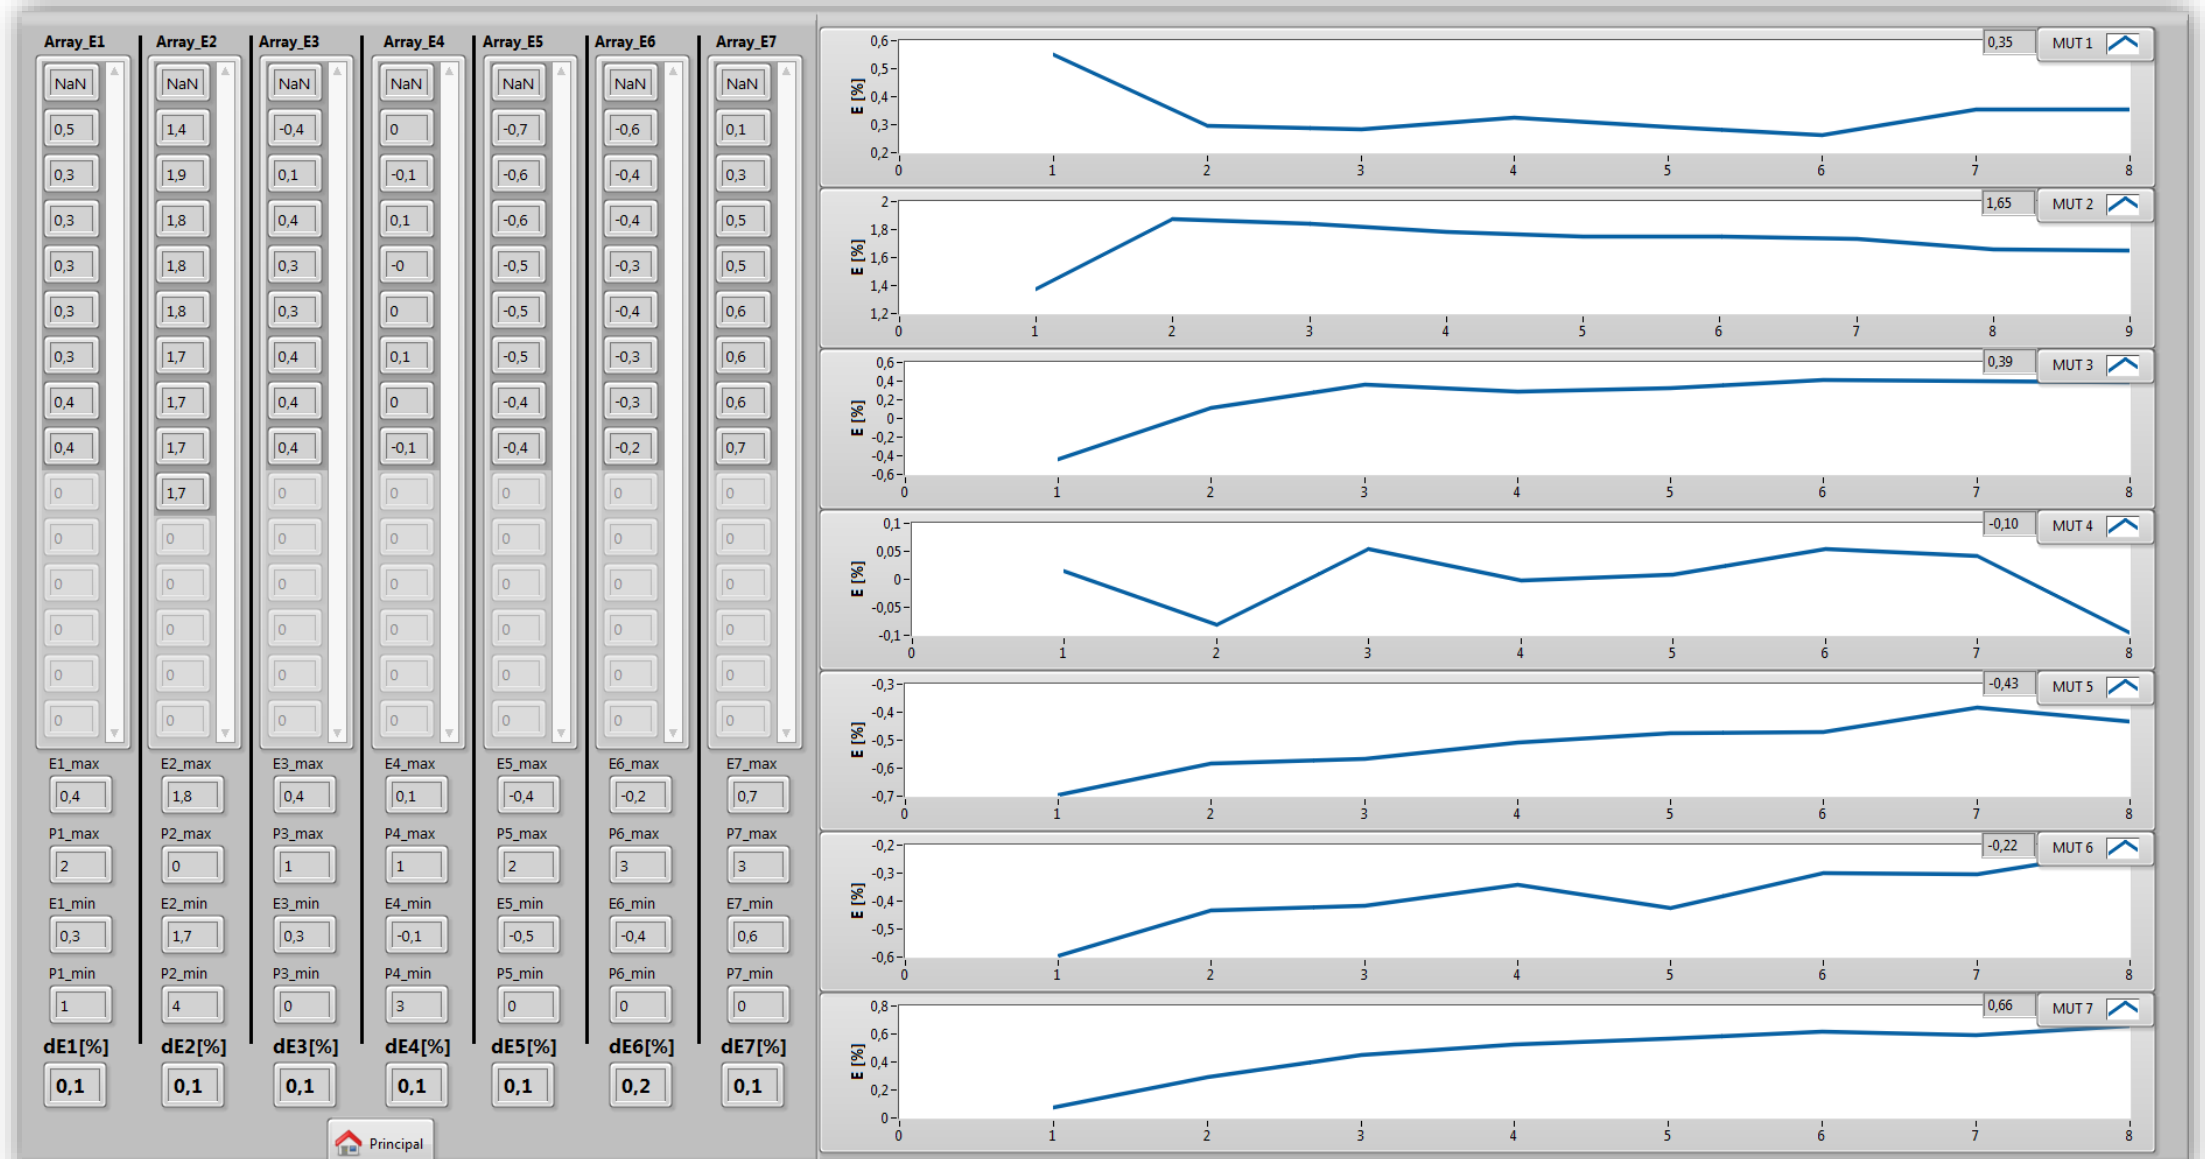 Array_E1 Array_E2 Array_E3 Array_E4 Array_E5 Array_E6 Array_E7
NaN NaN NaN NaN NaN NaN NaN
0,5 1,4 -0,4 0 -0,7 -0,6 0,1
0,3 1,9 0,1 -0,1 -0,6 -0,4 0,3
0,3 1,8 0,4 0,1 -0,6 -0,4 0,5
0,3 1,8 0,3 -0 -0,5 -0,3 0,5
0,3 1,8 0,3 0 -0,5 -0,4 0,6
0,3 1,7 0,4 0,1 -0,5 -0,3 0,6
0,4 1,7 0,4 0 -0,4 -0,3 0,6
0,4 1,7 0,4 -0,1 -0,4 -0,2 0,7
0 1,7 0 0 0 0 0
0 0 0 0 0 0 0
0 0 0 0 0 0 0
0 0 0 0 0 0 0
0 0 0 0 0 0 0
0 0 0 0 0 0 0
E1_max E2_max E3_max E4_max E5_max E6_max E7_max
0,4 1,8 0,4 0,1 -0,4 -0,2 0,7
P1_max P2_max P3_max P4_max P5_max P6_max P7_max
2 0 1 1 2 3 3
E1_min E2_min E3_min E4_min E5_min E6_min E7_min
0,3 1,7 0,3 -0,1 -0,5 -0,4 0,6
P1_min P2_min P3_min P4_min P5_min P6_min P7_min
1 4 0 3 0 0 0
dE1[%] dE2[%] dE3[%] dE4[%] dE5[%] dE6[%] dE7[%]
0,1 0,1 0,1 0,1 0,1 0,2 0,1
Principal
0,35 MUT 1
E [%]
0,6
0,5
0,4
0,3
0,2
0 1 2 3 4 5 6 7 8
1,65 MUT 2
E [%]
2
1,8
1,6
1,4
1,2
0 1 2 3 4 5 6 7 8 9
0,39 MUT 3
E [%]
0,6
0,4
0,2
0
-0,2
-0,4
-0,6
0 1 2 3 4 5 6 7 8
-0,10 MUT 4
E [%]
0,1
0,05
0
-0,05
-0,1
0 1 2 3 4 5 6 7 8
-0,43 MUT 5
E [%]
-0,3
-0,4
-0,5
-0,6
-0,7
0 1 2 3 4 5 6 7 8
-0,22 MUT 6
E [%]
-0,2
-0,3
-0,4
-0,5
-0,6
0 1 2 3 4 5 6 7 8
0,66 MUT 7
E [%]
0,8
0,6
0,4
0,2
0
0 1 2 3 4 5 6 7 8